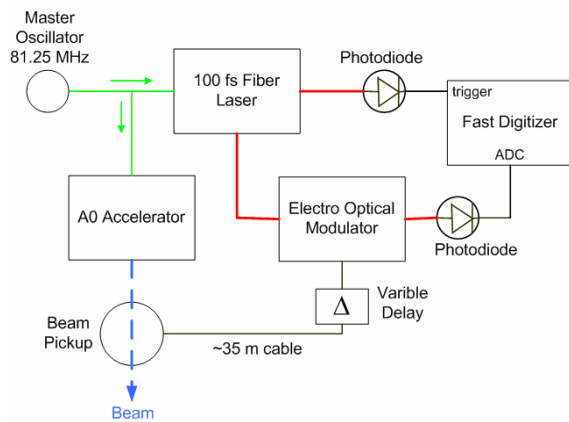 Master
Oscillator
81.25 MHz
100 fs Fiber
Laser
Photodiode
trigger
Fast Digitizer
ADC
A0 Accelerator
Electro Optical
Modulator
Photodiode
Beam
Pickup
Δ
Varible
Delay
~35 m cable
Beam